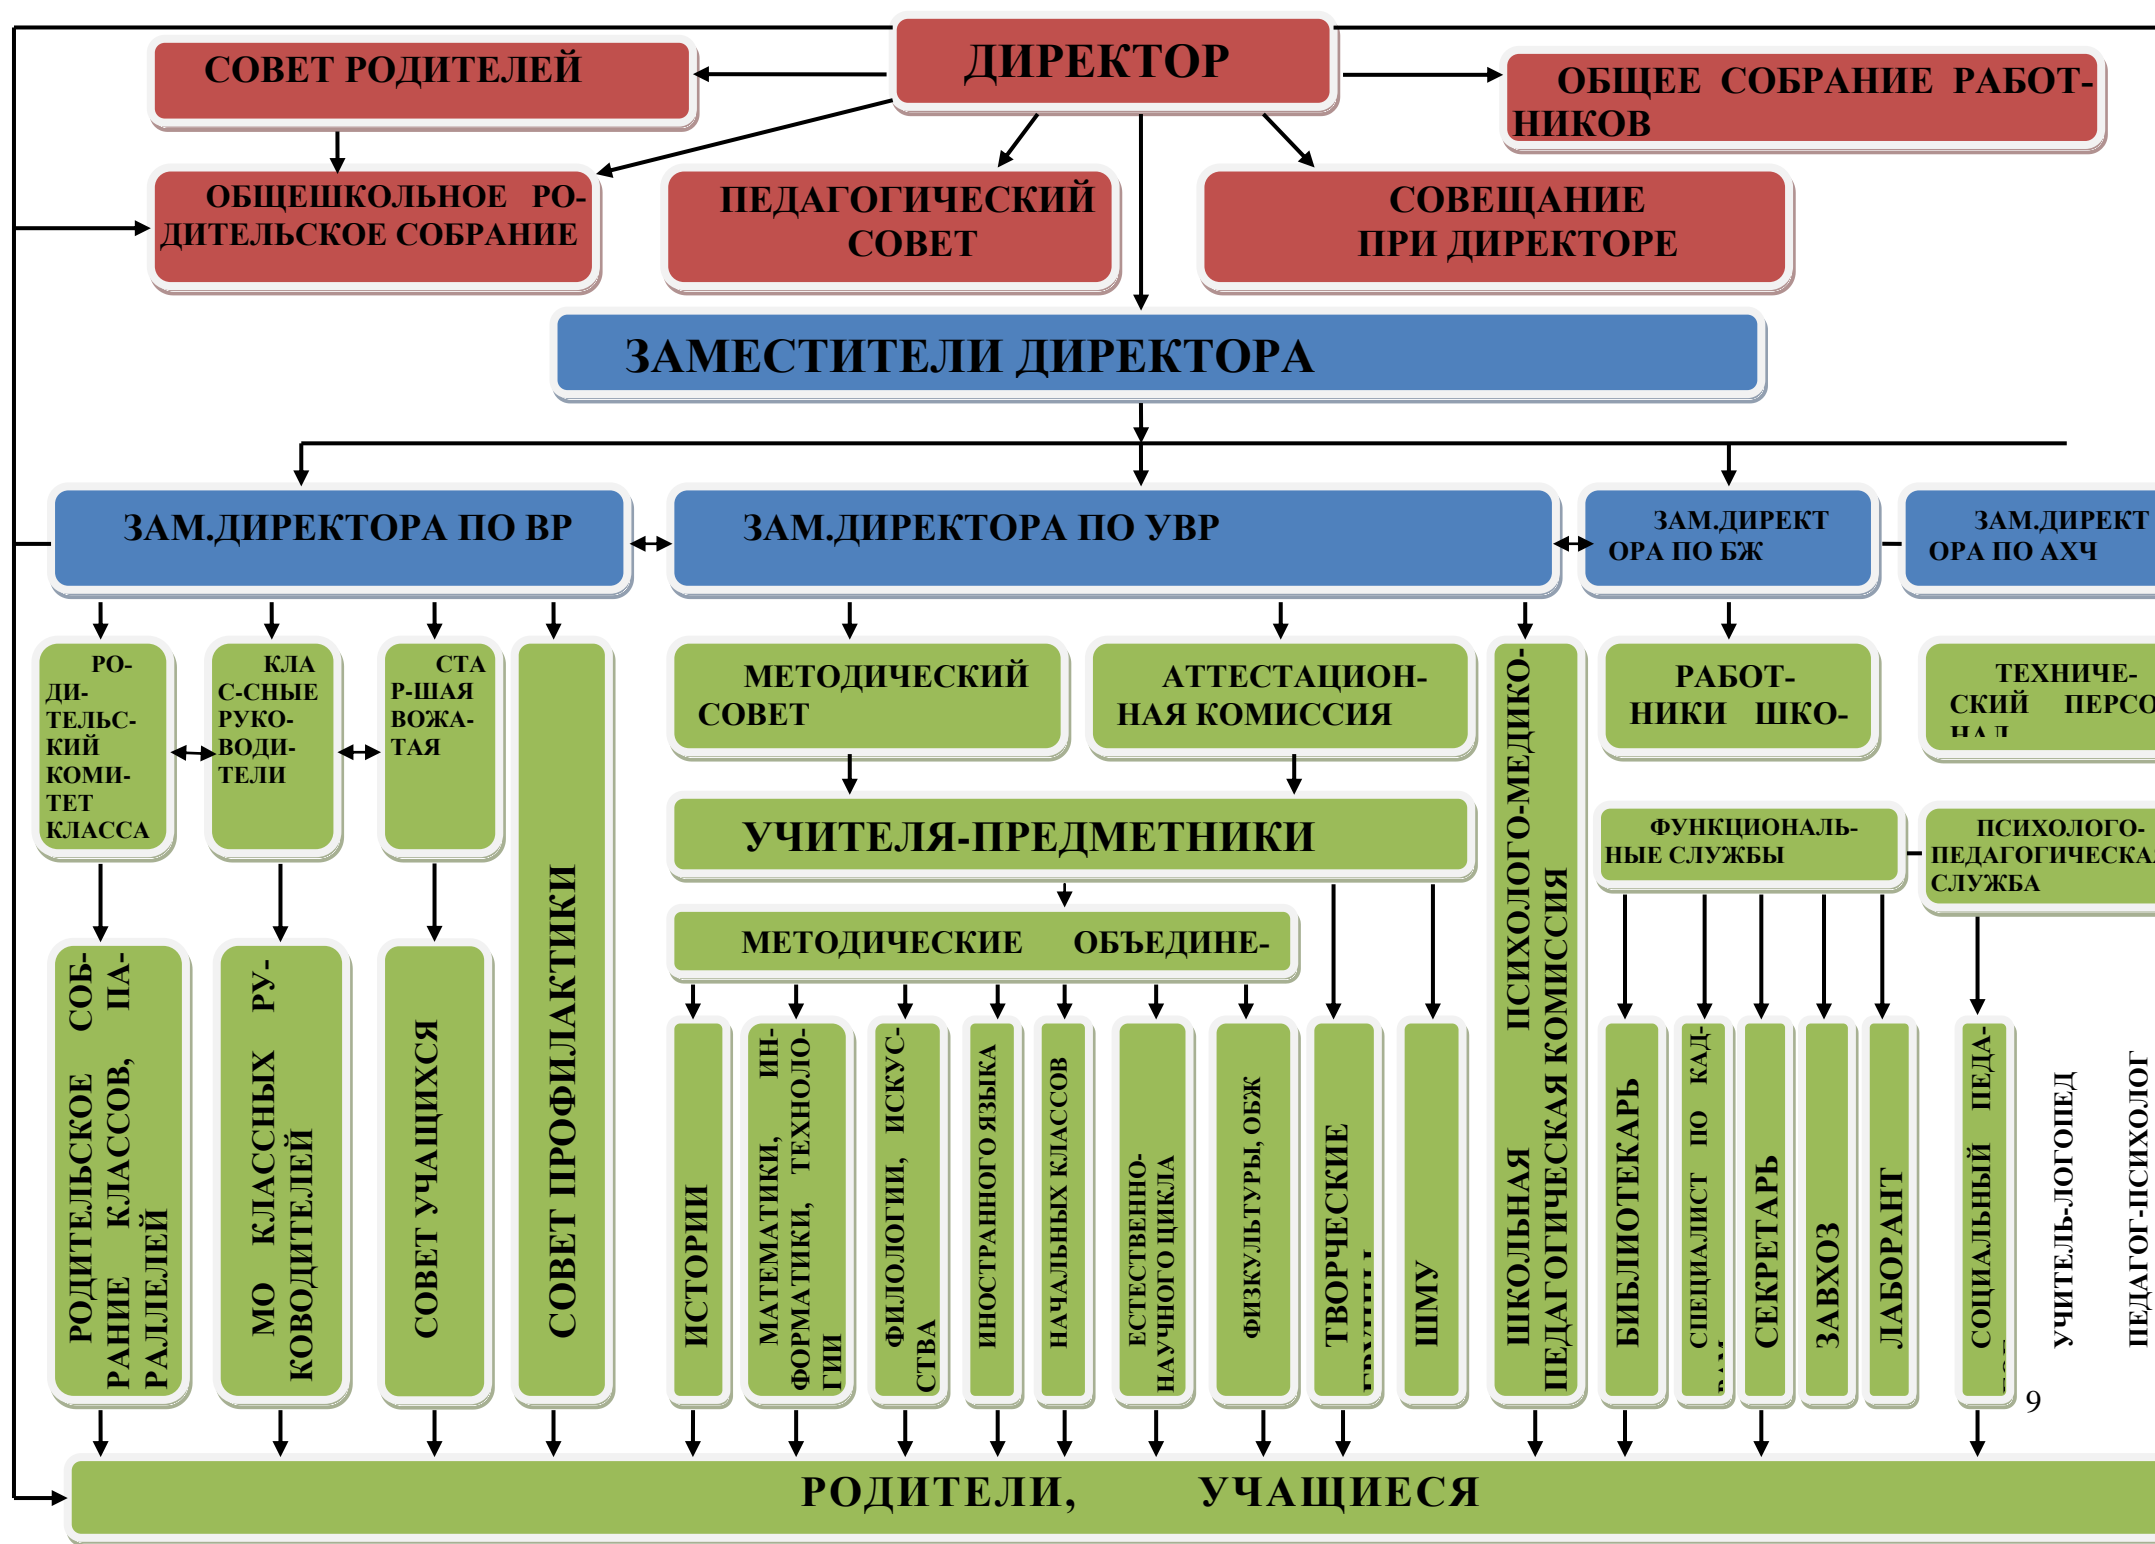 ДИРЕКТОР
СОВЕТ РОДИТЕЛЕЙ
ОБЩЕЕ СОБРАНИЕ РАБОТ-
НИКОВ
ОБЩЕШКОЛЬНОЕ РО-
ДИТЕЛЬСКОЕ СОБРАНИЕ
ПЕДАГОГИЧЕСКИЙ
СОВЕТ
СОВЕЩАНИЕ
ПРИ ДИРЕКТОРЕ
ЗАМЕСТИТЕЛИ ДИРЕКТОРА
ЗАМ.ДИРЕКТОРА ПО ВР
ЗАМ.ДИРЕКТОРА ПО УВР
ЗАМ.ДИРЕКТ
ОРА ПО БЖ
ЗАМ.ДИРЕКТ
ОРА ПО АХЧ
РО-
ДИ-
ТЕЛЬС-
КИЙ
КОМИ-
ТЕТ
КЛАССА
КЛА
С-СНЫЕ
РУКО-
ВОДИ-
ТЕЛИ
СТА
Р-ШАЯ
ВОЖА-
ТАЯ
СОВЕТ ПРОФИЛАКТИКИ
МЕТОДИЧЕСКИЙ
СОВЕТ
АТТЕСТАЦИОН-
НАЯ КОМИССИЯ
ШКОЛЬНАЯ ПСИХОЛОГО-МЕДИКО-
ПЕДАГОГИЧЕСКАЯ КОМИССИЯ
РАБОТ-
НИКИ ШКО-
ТЕХНИЧЕ-
СКИЙ ПЕРСО
НАЛ
УЧИТЕЛЯ-ПРЕДМЕТНИКИ
ФУНКЦИОНАЛЬ-
НЫЕ СЛУЖБЫ
ПСИХОЛОГО-
ПЕДАГОГИЧЕСКАЯ
СЛУЖБА
МЕТОДИЧЕСКИЕ ОБЪЕДИНЕ-
РОДИТЕЛЬСКОЕ СОБ-
РАНИЕ КЛАССОВ, ПА-
РАЛЛЕЛЕЙ
МО КЛАССНЫХ РУ-
КОВОДИТЕЛЕЙ
СОВЕТ УЧАЩИХСЯ
ИСТОРИИ
МАТЕМАТИКИ, ИН-
ФОРМАТИКИ, ТЕХНОЛО-
ГИИ
ФИЛОЛОГИИ, ИСКУС-
СТВА
ИНОСТРАННОГО ЯЗЫКА
НАЧАЛЬНЫХ КЛАССОВ
ЕСТЕСТВЕННО-
НАУЧНОГО ЦИКЛА
ФИЗКУЛЬТУРЫ, ОБЖ
ТВОРЧЕСКИЕ
ШМУ
БИБЛИОТЕКАРЬ
СПЕЦИАЛИСТ ПО КАД-
СЕКРЕТАРЬ
ЗАВХОЗ
ЛАБОРАНТ
СОЦИАЛЬНЫЙ ПЕДА-
УЧИТЕЛЬ-ЛОГОПЕД
ПЕДАГОГ-ПСИХОЛОГ
9
РОДИТЕЛИ, УЧАЩИЕСЯ